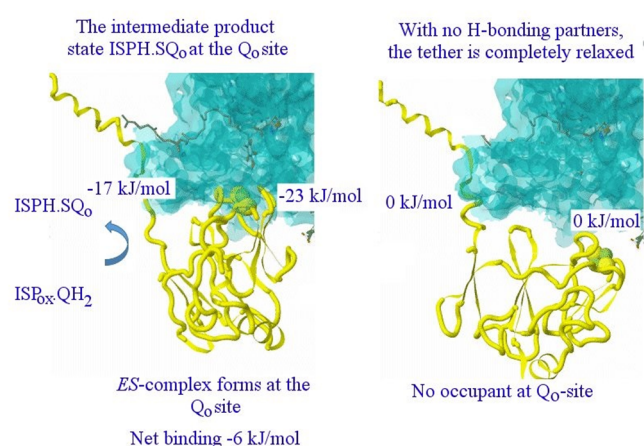 The intermediate product
state ISPH.SQo at the Qo site
-17 kJ/mol
-23 kJ/mol
ISPH.SQo
ISPox.QH2
ES-complex forms at the
Qo site
Net binding -6 kJ/mol
With no H-bonding partners,
the tether is completely relaxed
0 kJ/mol
0 kJ/mol
No occupant at Qo-site